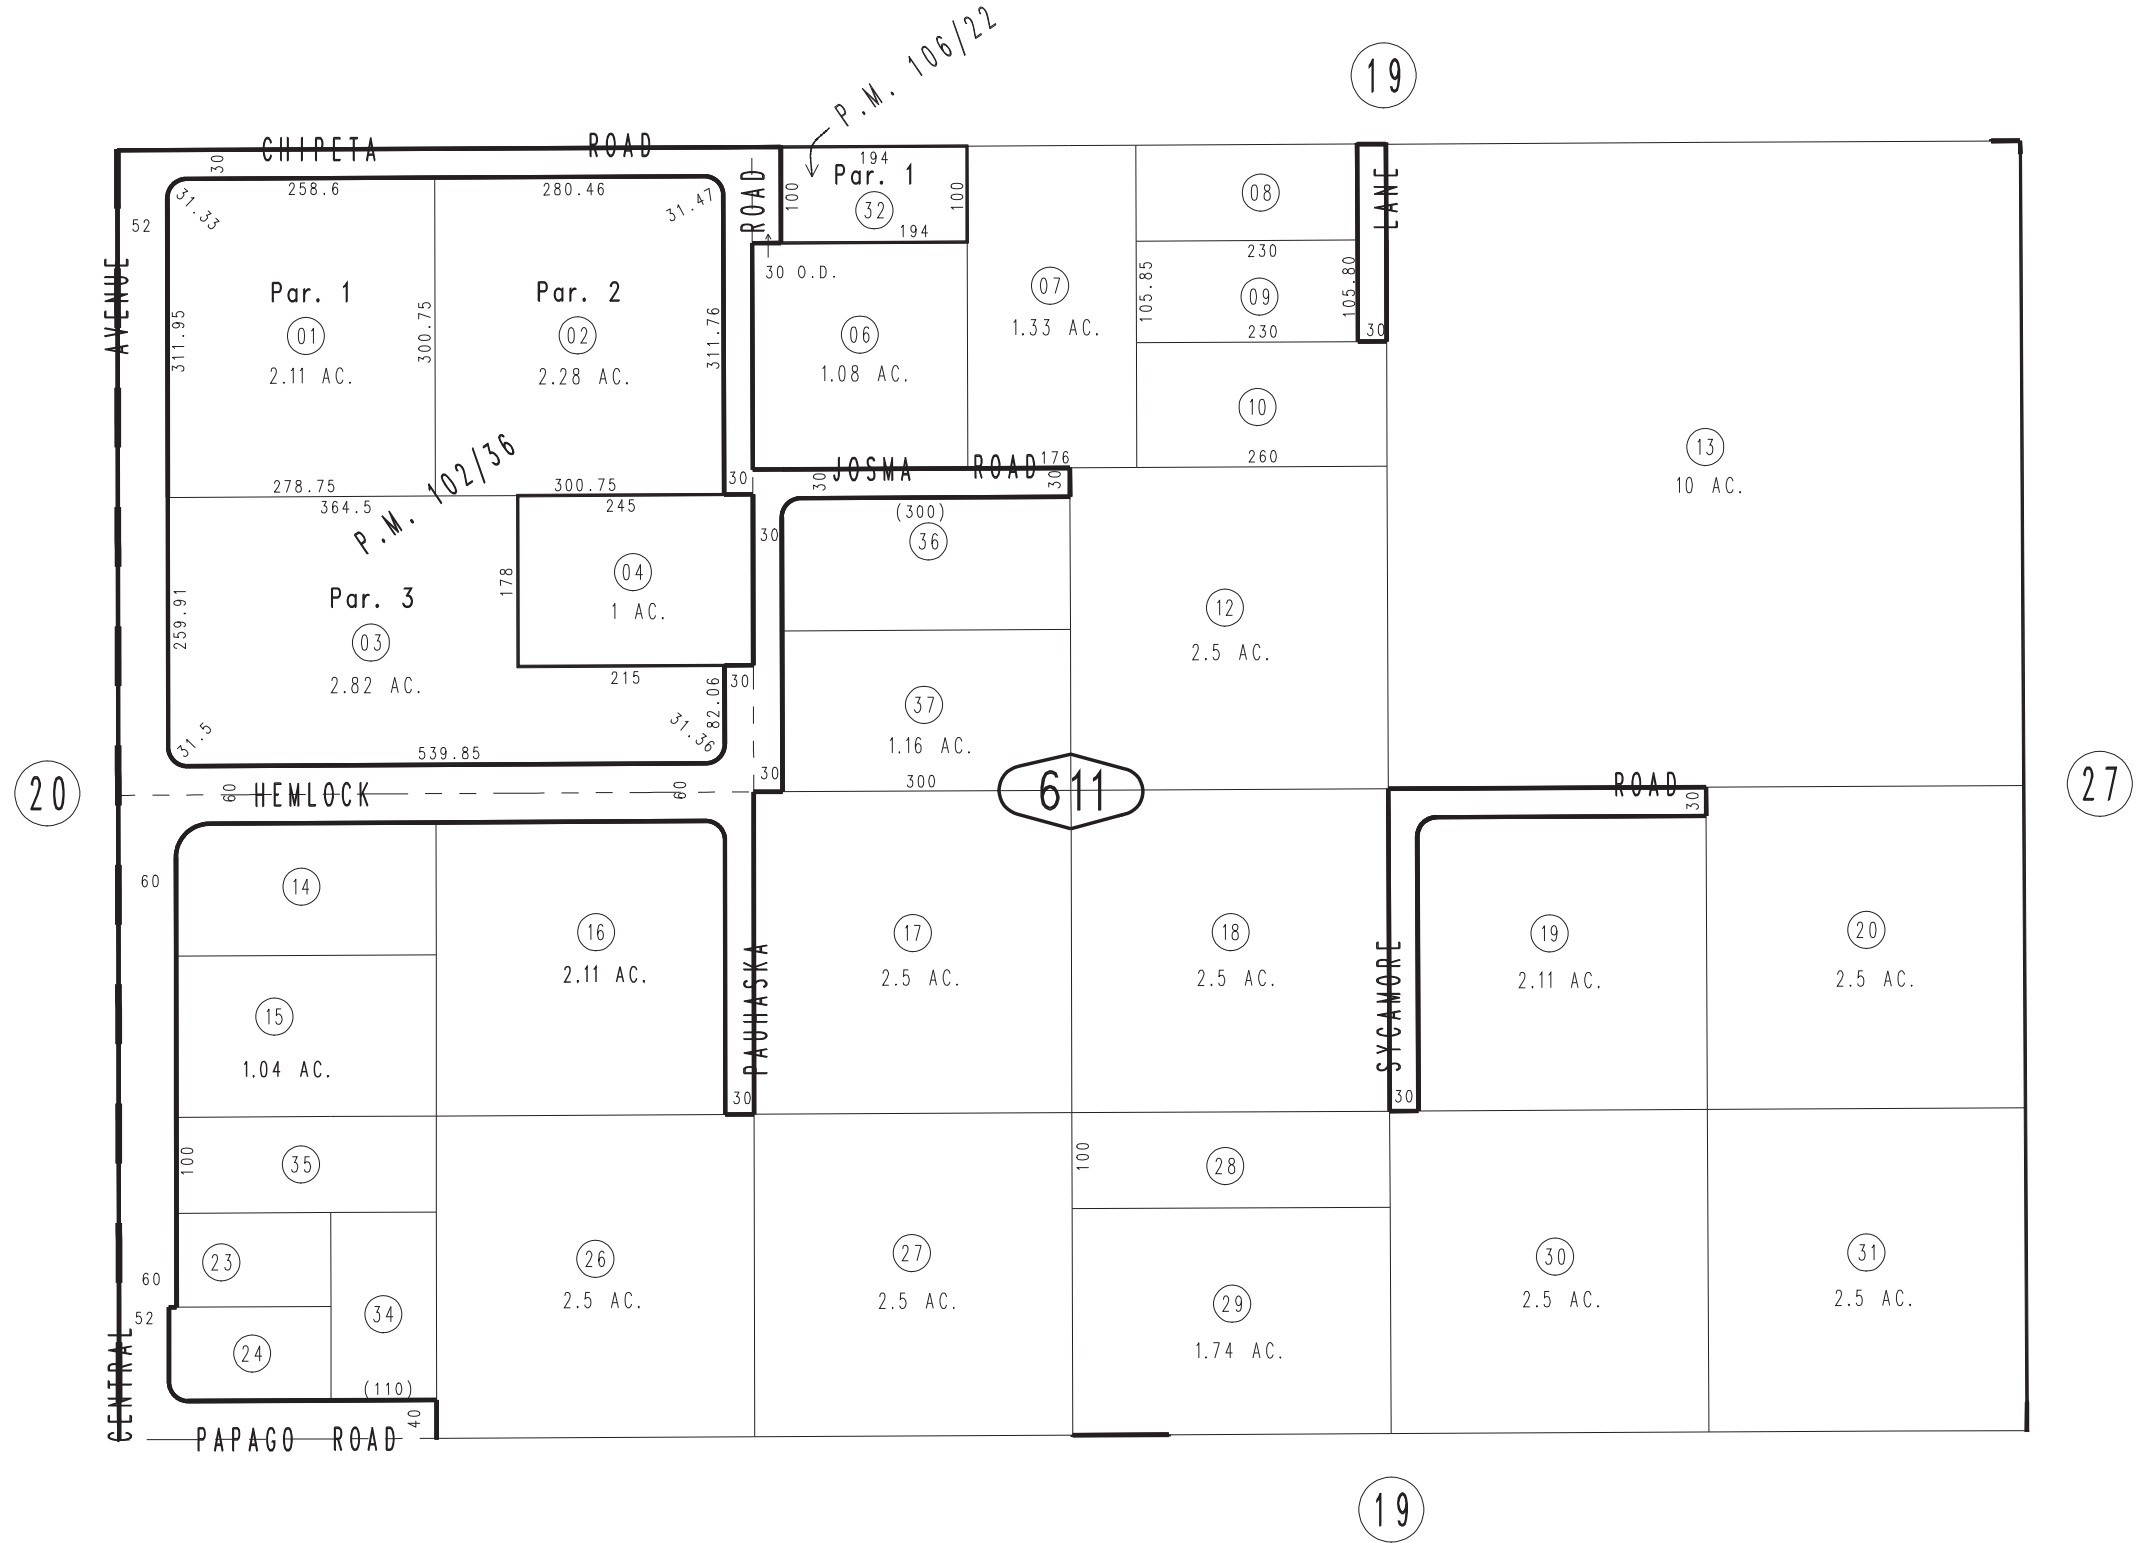 P.M. 106/22
19
CHIPETA ROAD
30
258.6
280.46
31.33
31.47
52
ROAD
100
194
Par. 1
32
100
194
30 O.D.
08
LANE
230
105.85
09
105.80
230
30
AVENUE
Par. 1
01
2.11 AC.
311.95
300.75
Par. 2
02
2.28 AC.
311.76
06
1.08 AC.
07
1.33 AC.
10
260
13
10 AC.
278.75
300.75
30
JOSMA ROAD
176
30
30
P.M. 102/36
364.5
245
30
(300)
36
178
04
1 AC.
Par. 3
03
2.82 AC.
259.91
215
30
82.06
31.5
31.36
539.85
12
2.5 AC.
37
1.16 AC.
300
30
20
60
HEMLOCK
60
611
ROAD
30
27
60
14
16
2.11 AC.
17
2.5 AC.
18
2.5 AC.
19
2.11 AC.
20
2.5 AC.
15
1.04 AC.
PAUHASKA
30
SYCAMORE
30
100
35
100
28
23
60
52
34
24
(110)
26
2.5 AC.
27
2.5 AC.
29
1.74 AC.
30
2.5 AC.
31
2.5 AC.
CENTRAL
40
PAPAGO ROAD
19